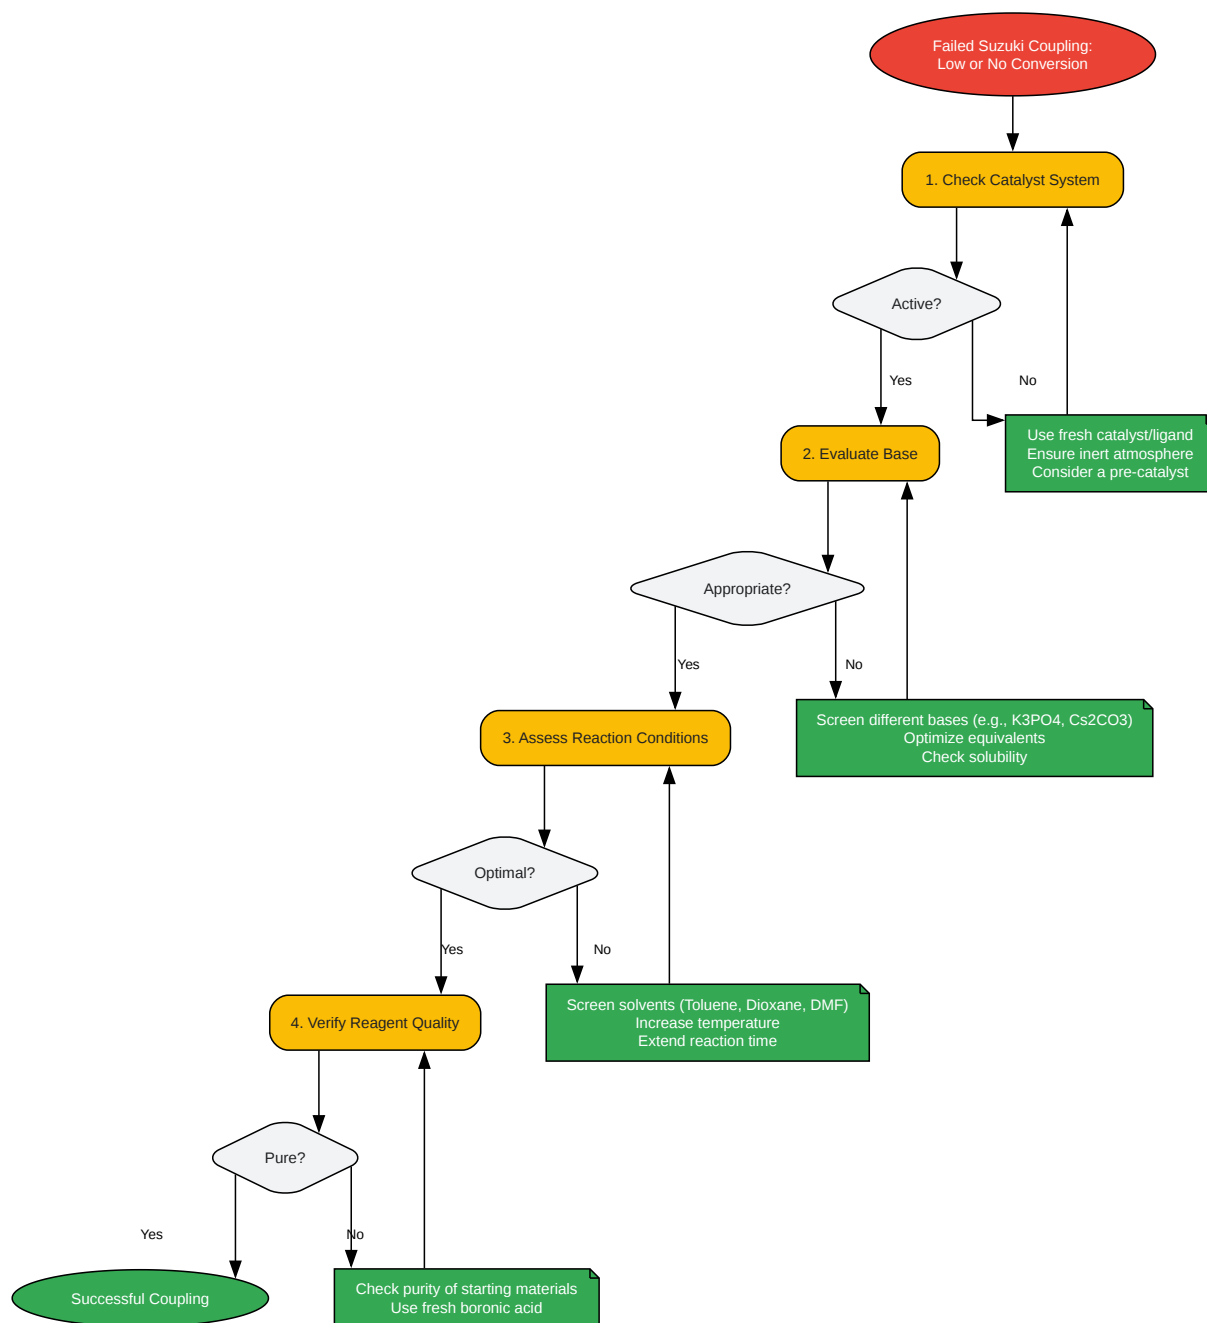 Failed Suzuki Coupling:
Low or No Conversion
1. Check Catalyst System
Active?
Yes
No
Use fresh catalyst/ligand
Ensure inert atmosphere
Consider a pre-catalyst
2. Evaluate Base
Appropriate?
Yes
No
Screen different bases (e.g., K3PO4, Cs2CO3)
Optimize equivalents
Check solubility
3. Assess Reaction Conditions
Optimal?
Yes
No
Screen solvents (Toluene, Dioxane, DMF)
Increase temperature
Extend reaction time
4. Verify Reagent Quality
Pure?
Yes
No
Check purity of starting materials
Use fresh boronic acid
Successful Coupling